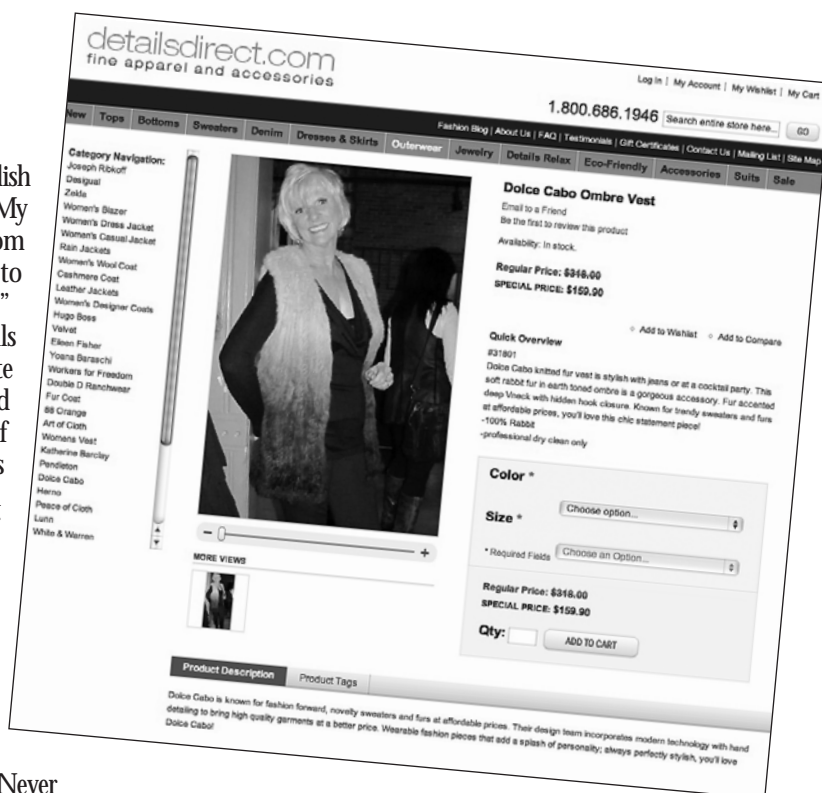 detailsdirect.com
fine apparel and accessories
Log In | My Account | My Wishlist | My Cart
1.800.686.1946 Search entire store here... GO
Fashion Blog | About Us | FAQ | Testimonials | Gift Certificates | Contact Us | Mailing List | Site Map
New Tops Bottoms Sweaters Denim Dresses & Skirts Outerwear Jewelry Details Relax Eco-Friendly Accessories Suits Sale
Category Navigation:
Joseph Ribkoff
Desigual
Zelda
Women's Blazer
Women's Dress Jacket
Women's Casual Jacket
Rain Jackets
Women's Wool Coat
Cashmere Coat
Leather Jackets
Women's Designer Coats
Hugo Boss
Velvet
Eileen Fisher
Yoana Baraschi
Workers for Freedom
Double D Ranchwear
Fur Coat
88 Orange
Art of Cloth
Womens Vest
Katherine Barclay
Pendleton
Dolce Cabo
Herno
Peace of Cloth
Lunn
White & Warren
MORE VIEWS
Dolce Cabo Ombre Vest
Email to a Friend
Be the first to review this product
Availability: In stock.
Regular Price: $318.00
SPECIAL PRICE: $159.90
Add to Wishlist Add to Compare
Quick Overview
#31801
Dolce Cabo knitted fur vest is stylish with jeans or at a cocktail party. This
soft rabbit fur in earth toned ombre is a gorgeous accessory. Fur accented
deep Vneck with hidden hook closure. Known for trendy sweaters and furs
at affordable prices, you'll love this chic statement piece!
-100% Rabbit
-professional dry clean only
Color *
Choose option...
Size *
Choose an Option...
* Required Fields
Regular Price: $318.00
SPECIAL PRICE: $159.90
Qty: ADD TO CART
Product Description Product Tags
Dolce Cabo is known for fashion forward, novelty sweaters and furs at affordable prices. Their design team incorporates modern technology with hand
detailing to bring high quality garments at a better price. Wearable fashion pieces that add a splash of personality; always perfectly stylish, you'll love
Dolce Cabo!
My
to
Never